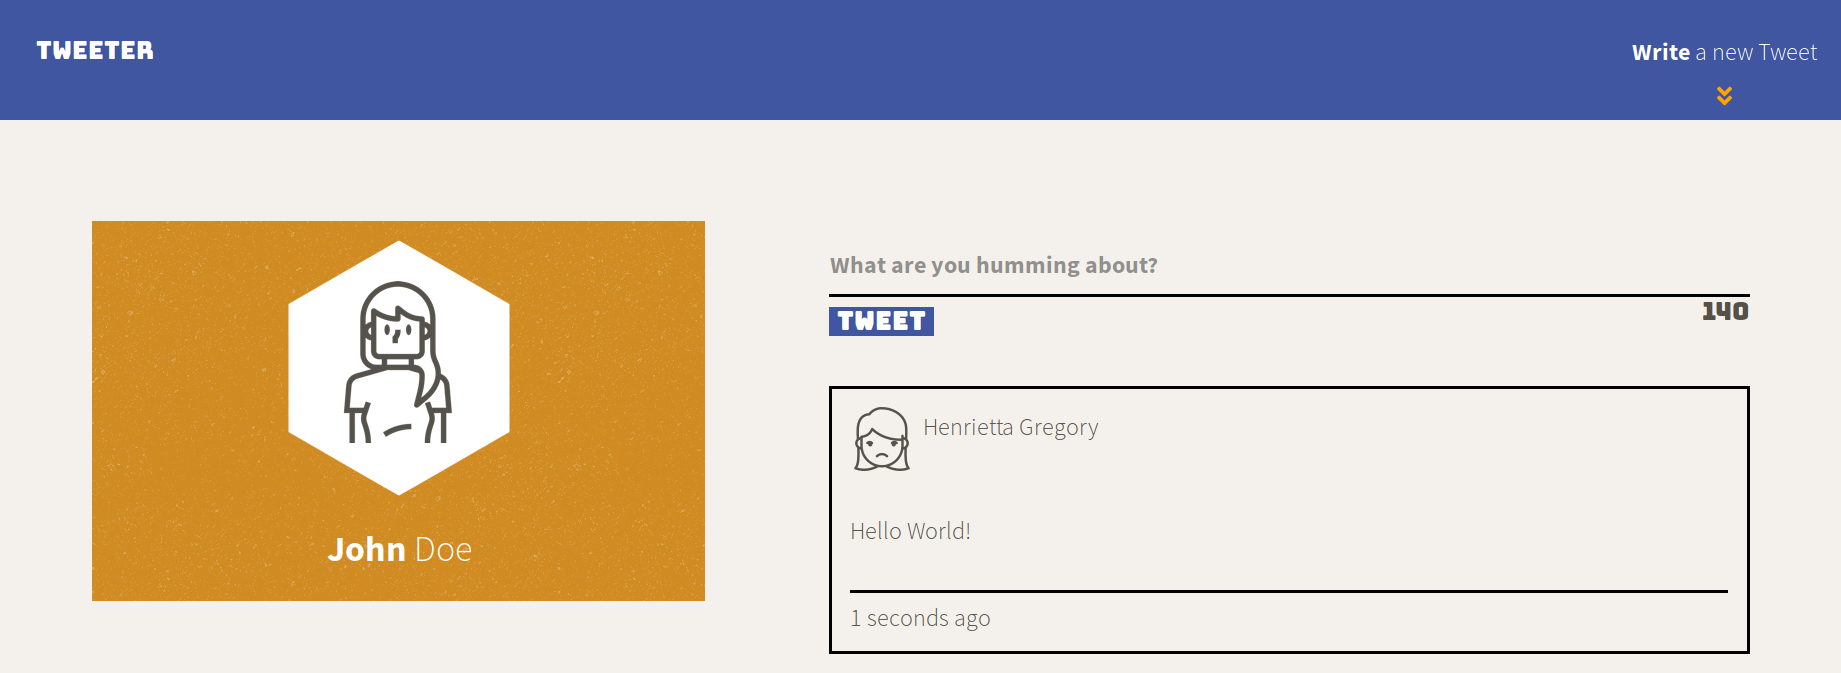 TWEETER
Write a new Tweet
John Doe
What are you humming about?
TWEET
140
Henrietta Gregory
Hello World!
1 seconds ago